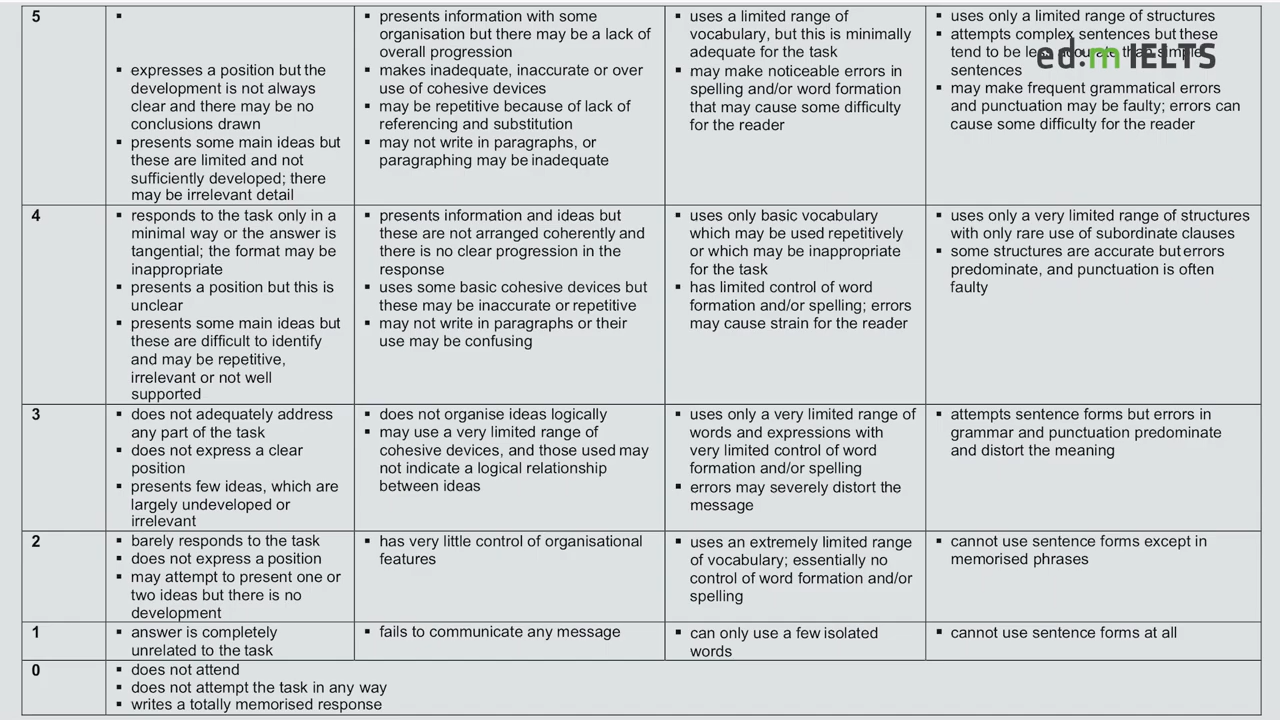 5
▪
▪ expresses a position but the
development is not always
clear and there may be no
conclusions drawn
▪ presents some main ideas but
these are limited and not
sufficiently developed; there
may be irrelevant detail
▪ presents information with some
organisation but there may be a lack of
overall progression
▪ makes inadequate, inaccurate or over
use of cohesive devices
▪ may be repetitive because of lack of
referencing and substitution
▪ may not write in paragraphs, or
paragraphing may be inadequate
▪ uses a limited range of
vocabulary, but this is minimally
adequate for the task
▪ may make noticeable errors in
spelling and/or word formation
that may cause some difficulty
for the reader
▪ uses only a limited range of structures
▪ attempts complex sentences but these
tend to be less accurate than simple
sentences
▪ may make frequent grammatical errors
and punctuation may be faulty; errors can
cause some difficulty for the reader
ed:m IELTS
4
▪ responds to the task only in a
minimal way or the answer is
tangential; the format may be
inappropriate
▪ presents a position but this is
unclear
▪ presents some main ideas but
these are difficult to identify
and may be repetitive,
irrelevant or not well
supported
▪ presents information and ideas but
these are not arranged coherently and
there is no clear progression in the
response
▪ uses some basic cohesive devices but
these may be inaccurate or repetitive
▪ may not write in paragraphs or their
use may be confusing
▪ uses only basic vocabulary
which may be used repetitively
or which may be inappropriate
for the task
▪ has limited control of word
formation and/or spelling; errors
may cause strain for the reader
▪ uses only a very limited range of structures
with only rare use of subordinate clauses
▪ some structures are accurate but errors
predominate, and punctuation is often
faulty
3
▪ does not adequately address
any part of the task
▪ does not express a clear
position
▪ presents few ideas, which are
largely undeveloped or
irrelevant
▪ does not organise ideas logically
▪ may use a very limited range of
cohesive devices, and those used may
not indicate a logical relationship
between ideas
▪ uses only a very limited range of
words and expressions with
very limited control of word
formation and/or spelling
▪ errors may severely distort the
message
▪ attempts sentence forms but errors in
grammar and punctuation predominate
and distort the meaning
2
▪ barely responds to the task
▪ does not express a position
▪ may attempt to present one or
two ideas but there is no
development
▪ has very little control of organisational
features
▪ uses an extremely limited range
of vocabulary; essentially no
control of word formation and/or
spelling
▪ cannot use sentence forms except in
memorised phrases
1
▪ answer is completely
unrelated to the task
▪ fails to communicate any message
▪ can only use a few isolated
words
▪ cannot use sentence forms at all
0
▪ does not attend
▪ does not attempt the task in any way
▪ writes a totally memorised response